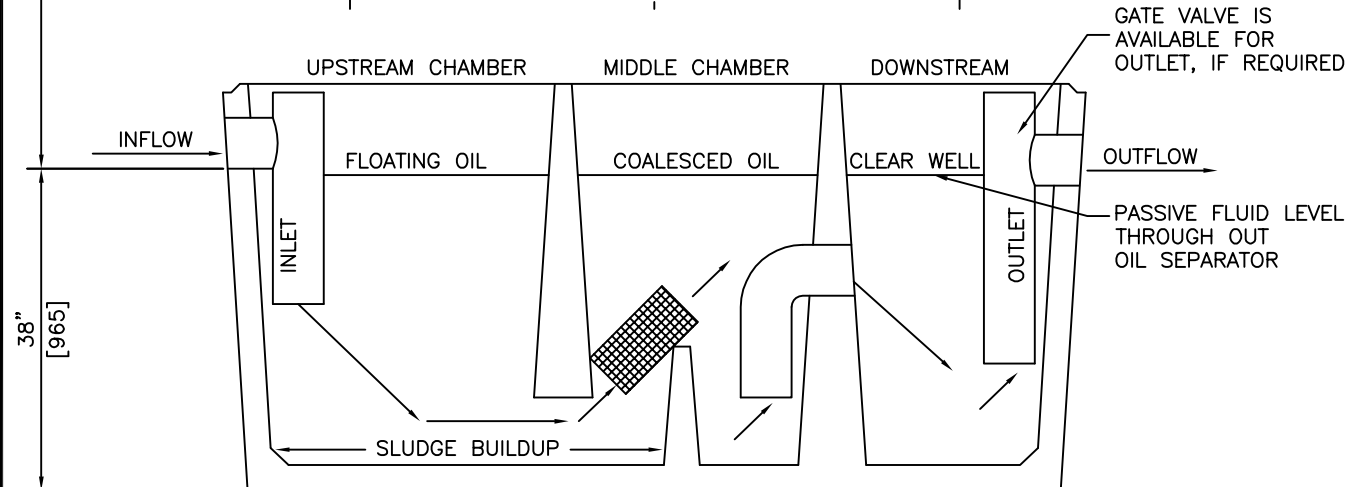 GATE VALVE IS
AVAILABLE FOR
OUTLET, IF REQUIRED
UPSTREAM CHAMBER
MIDDLE CHAMBER
DOWNSTREAM
INFLOW
FLOATING OIL
COALESCED OIL
CLEAR WELL
OUTFLOW
INLET
OUTLET
PASSIVE FLUID LEVEL
THROUGH OUT
OIL SEPARATOR
38"
[965]
SLUDGE BUILDUP